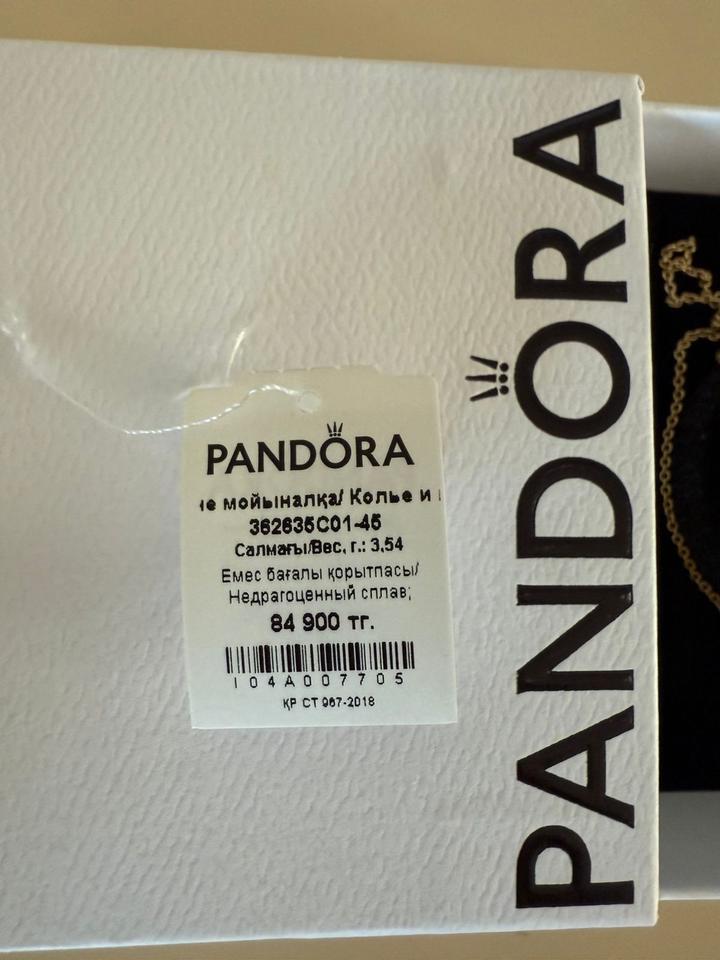 PANDORA
PANDORA
мойыналқа/ Колье и
362635C01-45
Салмағы/Вес, г.: 3,54
Емес бағалы қорытпасы/
Недрагоценный сплав;
84 900 тг.
I04A007705
ҚР СТ 967-2018